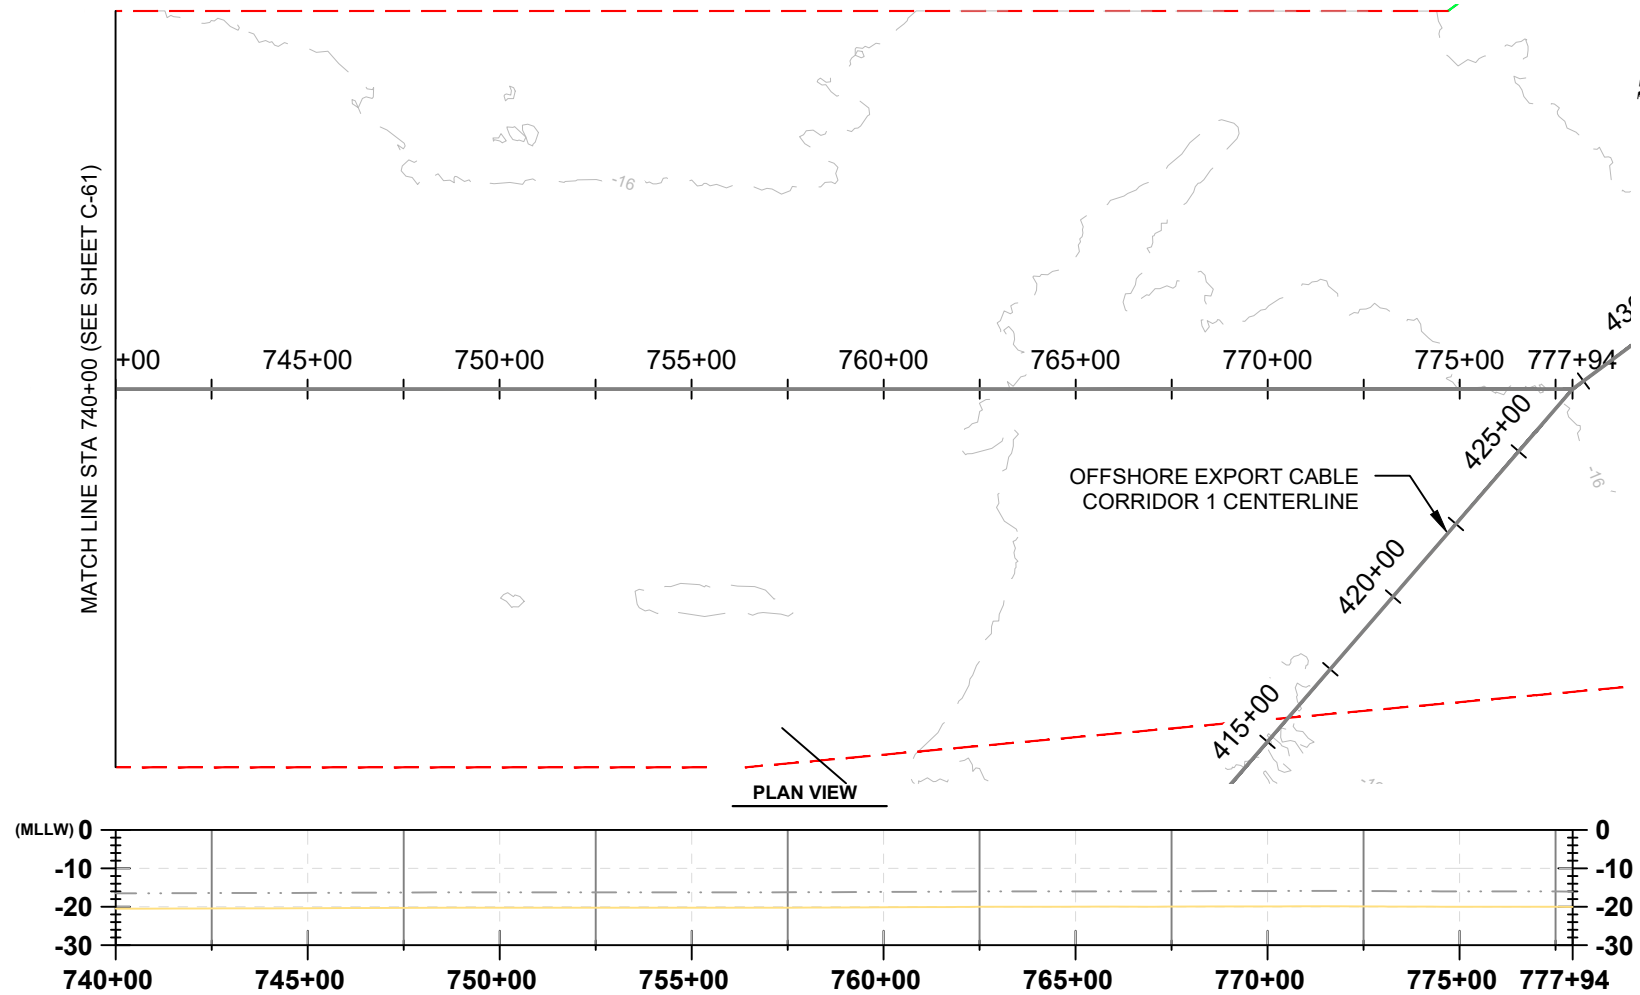 MATCH LINE STA 740+00 (SEE SHEET C-61)
-16
+00 745+00 750+00 755+00 760+00 765+00 770+00 775+00 777+94
425+00
OFFSHORE EXPORT CABLE
CORRIDOR 1 CENTERLINE
-16
420+00
415+00
PLAN VIEW
(MLLW) 0 0
-10 -10
-20 -20
-30 -30
740+00 745+00 750+00 755+00 760+00 765+00 770+00 775+00 777+94